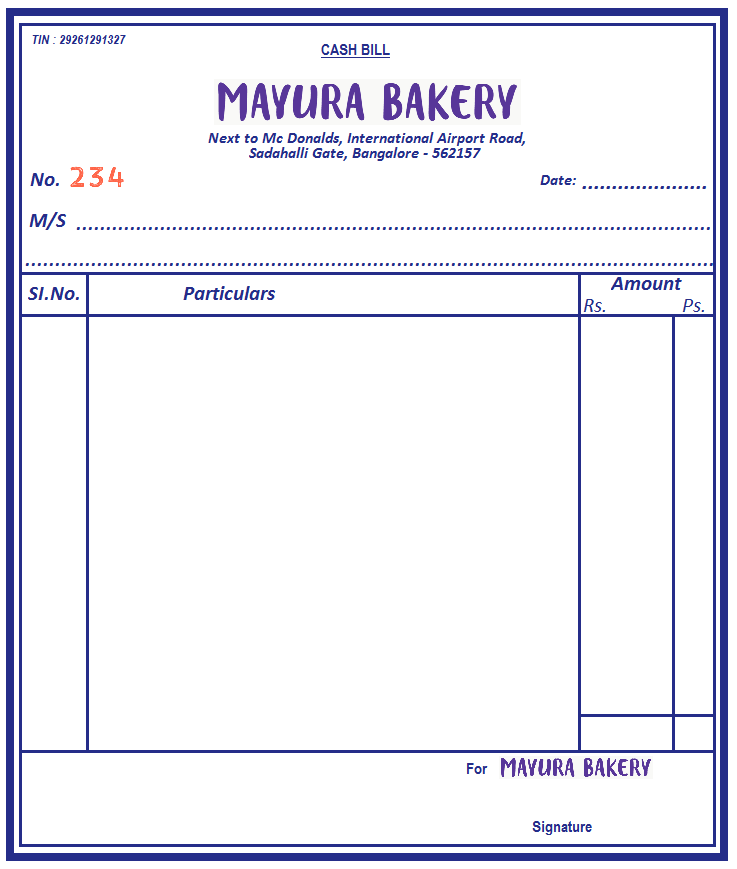 TIN : 29261291327
CASH BILL
MAYURA BAKERY
Next to Mc Donalds, International Airport Road,
Sadahalli Gate, Bangalore - 562157
No. 234 Date: .....................
M/S ................................................................................
................................................................................
SI.No. Particulars Amount
Rs. Ps.
For MAYURA BAKERY
Signature